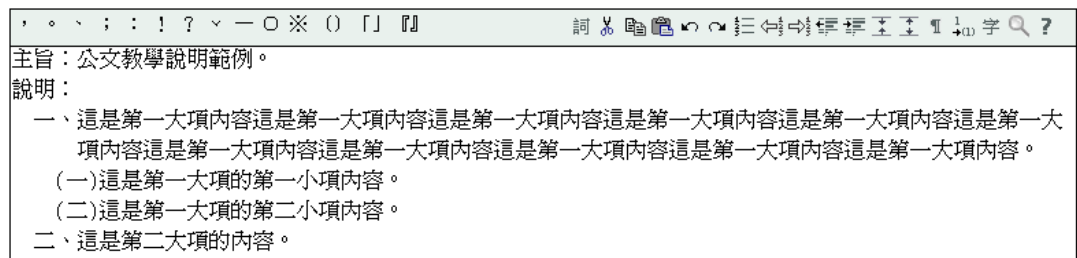 ， 。 、 ； ： ！ ？ ˇ — ○ ※ () 「」 『』 詞 ¶ 字 ?
主旨：公文教學說明範例。
說明：
一、這是第一大項內容這是第一大項內容這是第一大項內容這是第一大項內容這是第一大項內容這是第一大
項內容這是第一大項內容這是第一大項內容這是第一大項內容這是第一大項內容這是第一大項內容。
(一)這是第一大項的第一小項內容。
(二)這是第一大項的第二小項內容。
二、這是第二大項的內容。